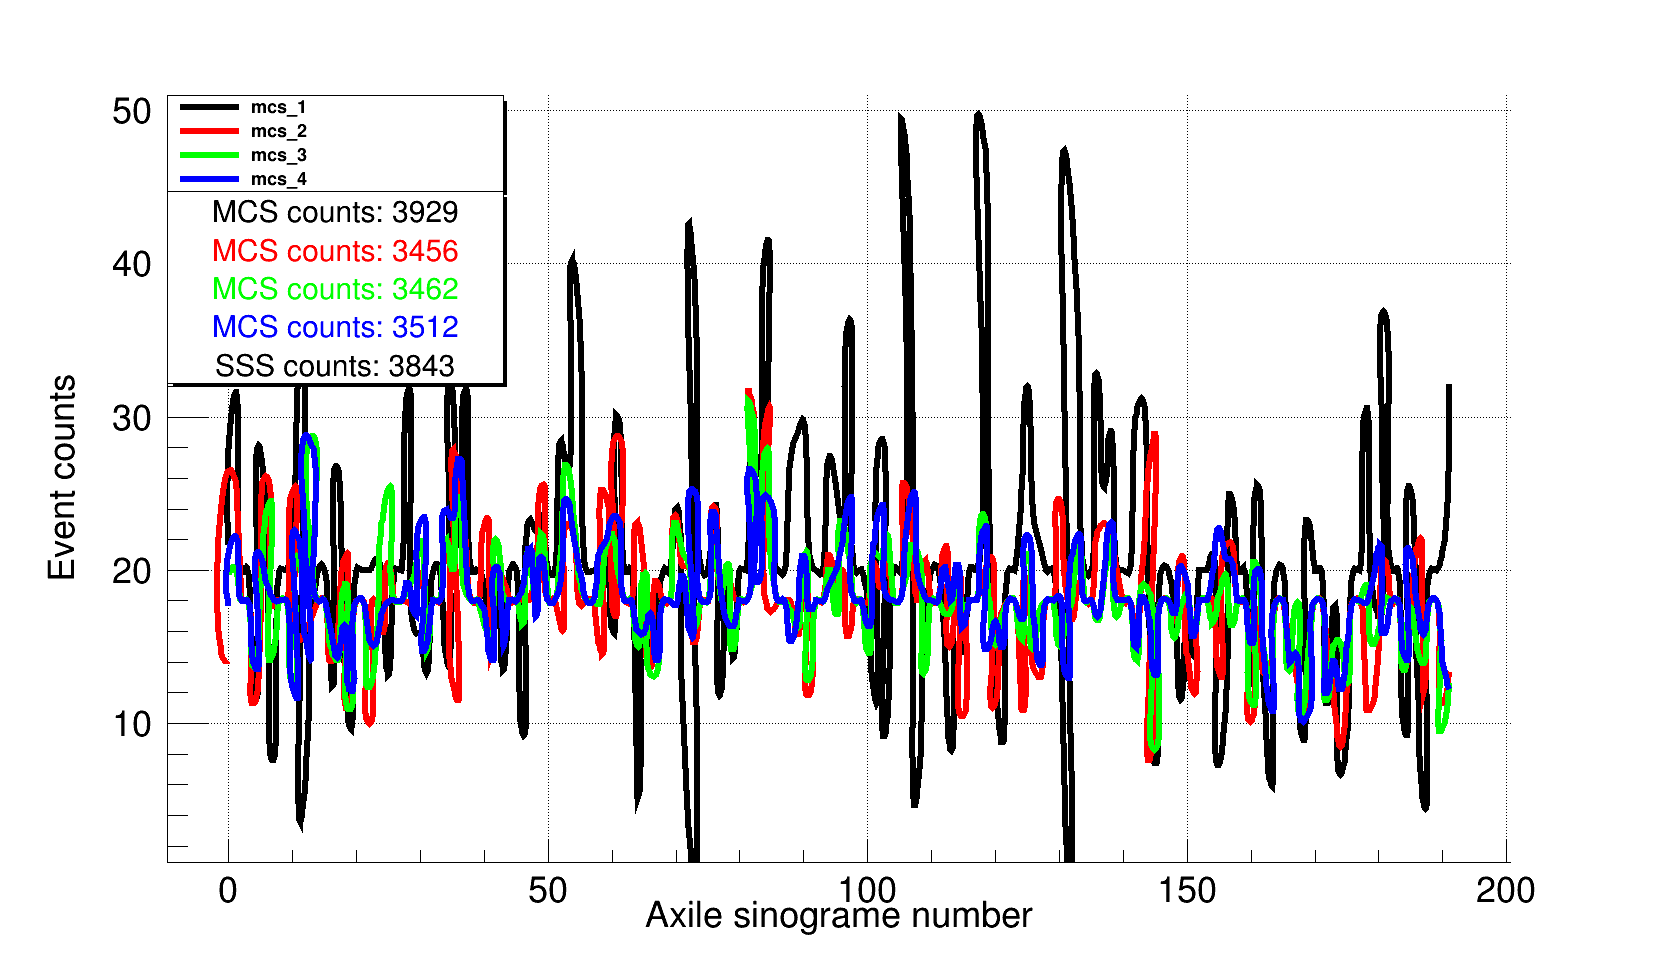 mcs_1
mcs_2
mcs_3
mcs_4
MCS counts: 3929
MCS counts: 3456
MCS counts: 3462
MCS counts: 3512
SSS counts: 3843
50
40
30
20
10
Event counts
0 50 100 150 200
Axile sinograme number